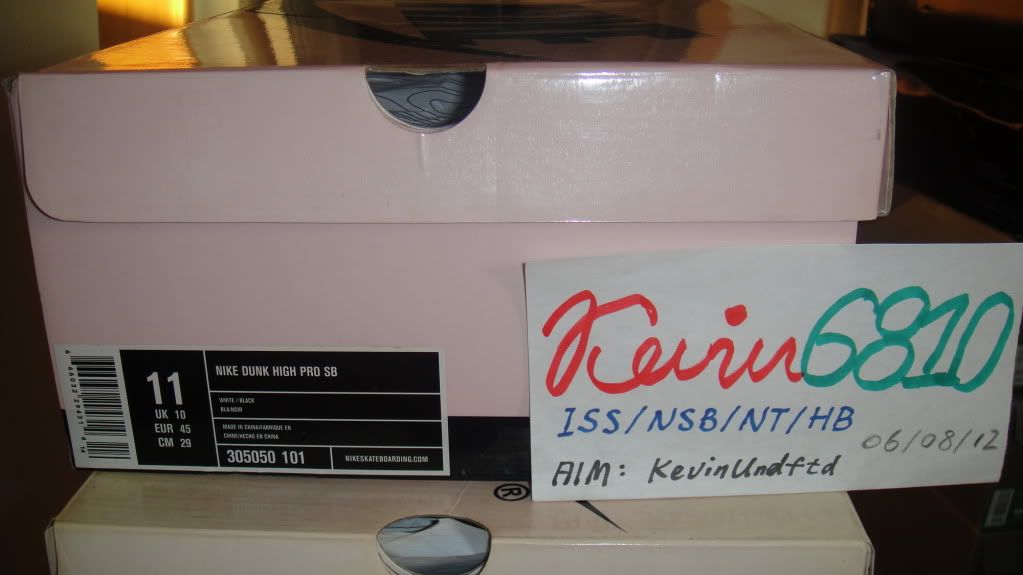 11
UK 10
EUR 45
CM 29
NIKE DUNK HIGH PRO SB
WHITE / BLACK
BLA/NOIR
MADE IN CHINA/FABRIQUE EN
CHINE/HECHO EN CHINA
305050 101
NIKESKATEBOARDING.COM
Kevin6810
ISS/NSB/NT/HB
06/08/12
AIM: KevinUndftd
®